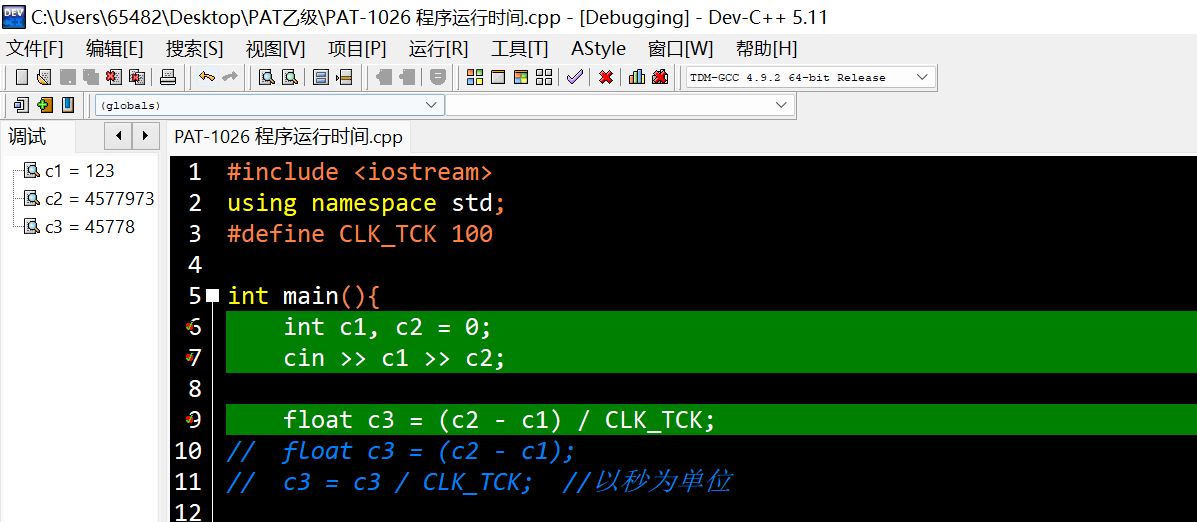 C:\Users\65482\Desktop\PAT乙级\PAT-1026 程序运行时间.cpp - [Debugging] - Dev-C++ 5.11
文件[F] 编辑[E] 搜索[S] 视图[V] 项目[P] 运行[R] 工具[T] AStyle 窗口[W] 帮助[H]
TDM-GCC 4.9.2 64-bit Release
(globals)
调试
PAT-1026 程序运行时间.cpp
c1 = 123
c2 = 4577973
c3 = 45778
1 #include <iostream>
2 using namespace std;
3 #define CLK_TCK 100
4
5 int main(){
6 int c1, c2 = 0;
7 cin >> c1 >> c2;
8
9 float c3 = (c2 - c1) / CLK_TCK;
10 // float c3 = (c2 - c1);
11 // c3 = c3 / CLK_TCK; //以秒为单位
12